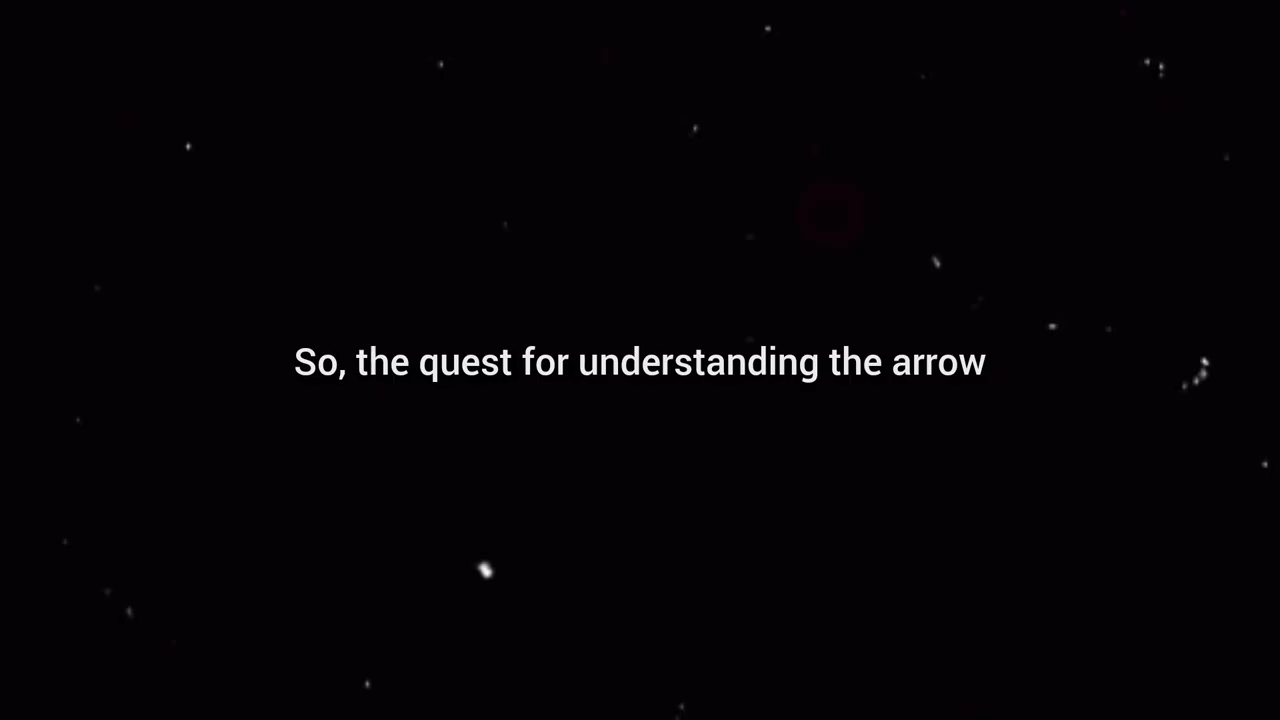 So, the quest for understanding the arrow